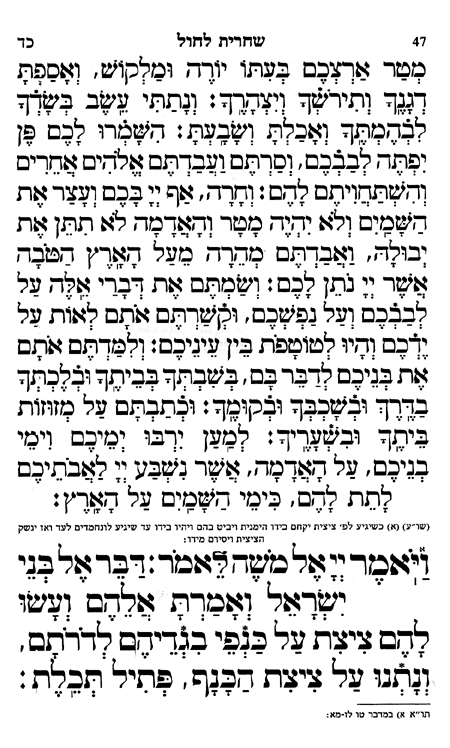 47 שחרית לחול כד
מְטַר אַרְצְכֶם בְּעִתּוֹ יוֹרֶה וּמַלְקוֹשׁ, וְאָסַפְתָּ
דְגָנֶךָ וְתִירֹשְׁךָ וְיִצְהָרֶךָ: וְנָתַתִּי עֵשֶׂב בְּשָׂדְךָ
לִבְהֶמְתֶּךָ וְאָכַלְתָּ וְשָׂבָעְתָּ: הִשָּׁמְרוּ לָכֶם פֶּן
יִפְתֶּה לְבַבְכֶם, וְסַרְתֶּם וַעֲבַדְתֶּם אֱלֹהִים אֲחֵרִים
וְהִשְׁתַּחֲוִיתֶם לָהֶם: וְחָרָה, אַף יְיָ בָּכֶם וְעָצַר אֶת
הַשָּׁמַיִם וְלֹא יִהְיֶה מָטָר וְהָאֲדָמָה לֹא תִתֵּן אֶת
יְבוּלָהּ, וַאֲבַדְתֶּם מְהֵרָה מֵעַל הָאָרֶץ הַטֹּבָה
אֲשֶׁר יְיָ נֹתֵן לָכֶם: וְשַׂמְתֶּם אֶת דְּבָרַי אֵלֶּה עַל
לְבַבְכֶם וְעַל נַפְשְׁכֶם, וּקְשַׁרְתֶּם אֹתָם לְאוֹת עַל
יֶדְכֶם וְהָיוּ לְטוֹטָפֹת בֵּין עֵינֵיכֶם: וְלִמַּדְתֶּם אֹתָם
אֶת בְּנֵיכֶם לְדַבֵּר בָּם, בְּשִׁבְתְּךָ בְּבֵיתֶךָ וּבְלֶכְתְּךָ
בַדֶּרֶךְ וּבְשָׁכְבְּךָ וּבְקוּמֶךָ: וּכְתַבְתָּם עַל מְזוּזוֹת
בֵּיתֶךָ וּבִשְׁעָרֶיךָ: לְמַעַן יִרְבּוּ יְמֵיכֶם וִימֵי
בְנֵיכֶם, עַל הָאֲדָמָה, אֲשֶׁר נִשְׁבַּע יְיָ לַאֲבֹתֵיכֶם
לָתֵת לָהֶם, כִּימֵי הַשָּׁמַיִם עַל הָאָרֶץ:
(שו״ע) (א) כשיגיע לפ׳ ציצית יקחם בידו הימנית ויביט בהם ויהיו בידו עד שיגיע לונחמדים לעד ואז ינשק
הציצית ויסירם מידו:
וַיֹּאמֶר יְיָ אֶל מֹשֶׁה לֵּאמֹר: דַּבֵּר אֶל בְּנֵי
יִשְׂרָאֵל וְאָמַרְתָּ אֲלֵהֶם וְעָשׂוּ
לָהֶם צִיצִת עַל כַּנְפֵי בִגְדֵיהֶם לְדֹרֹתָם,
וְנָתְנוּ עַל צִיצִת הַכָּנָף, פְּתִיל תְּכֵלֶת:
תו״א א) במדבר טו לז-מא: